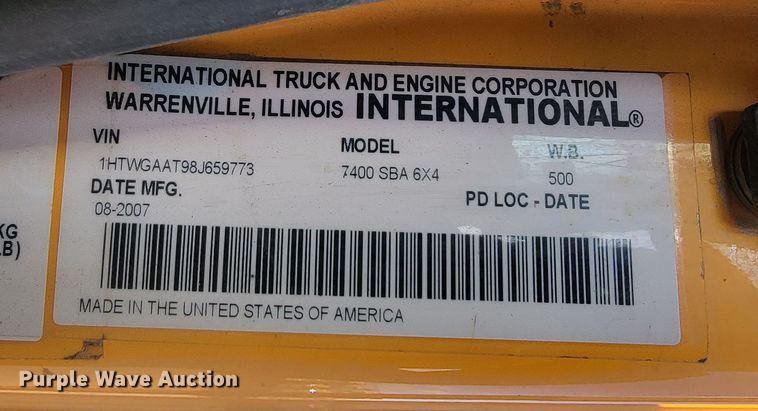 INTERNATIONAL TRUCK AND ENGINE CORPORATION
WARRENVILLE, ILLINOIS INTERNATIONAL®
VIN MODEL W.B.
1HTWGAAT98J659773 7400 SBA 6X4 500
DATE MFG. PD LOC - DATE
08-2007
KG
LB)
MADE IN THE UNITED STATES OF AMERICA
Purple Wave Auction